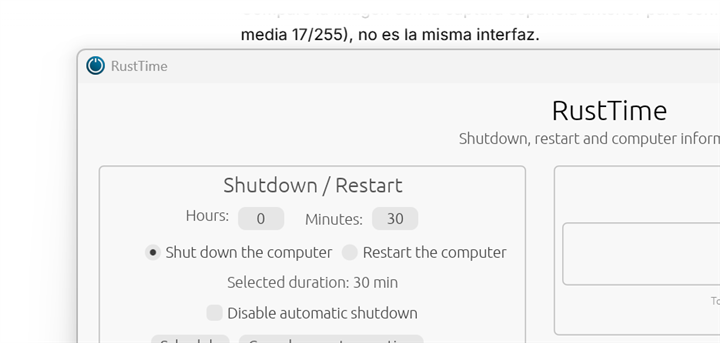 media 17/255), no es la misma interfaz.
RustTime
RustTime
Shutdown, restart and computer inform
Shutdown / Restart
Hours: 0 Minutes: 30
Shut down the computer Restart the computer
Selected duration: 30 min
Disable automatic shutdown
To